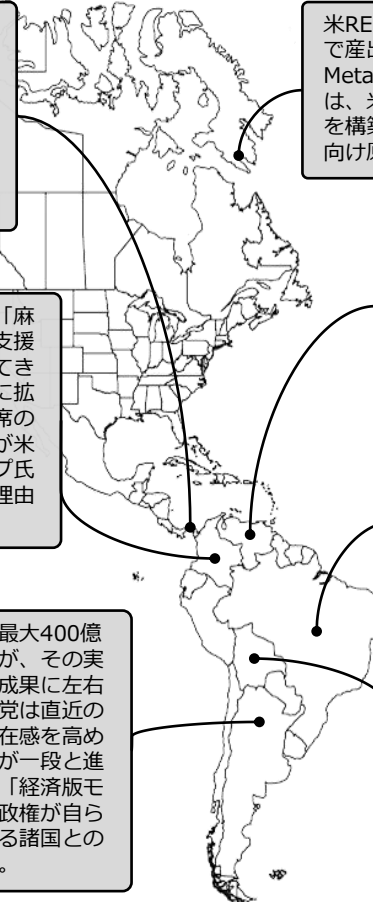 米RE
で産出
Meta
は、米
を構築
向け原
「麻
支援
てき
に拡
席の
が米
プ氏
理由
最大400億
が、その実
成果に左右
党は直近の
在感を高め
が一段と進
「経済版モ
政権が自ら
る諸国との
。